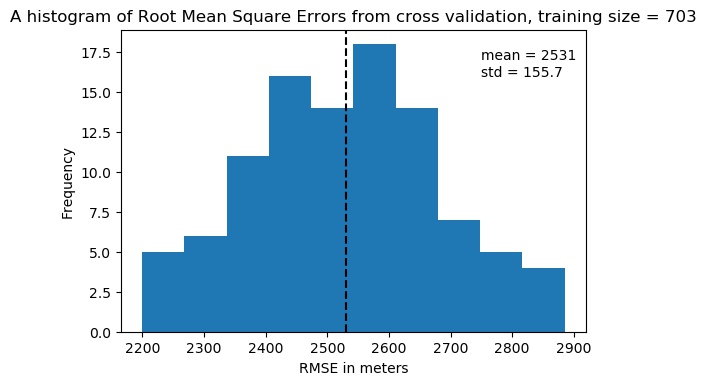 A histogram of Root Mean Square Errors from cross validation, training size = 703
mean = 2531
std = 155.7
17.5
15.0
12.5
10.0
7.5
5.0
2.5
0.0
Frequency
2200 2300 2400 2500 2600 2700 2800 2900
RMSE in meters